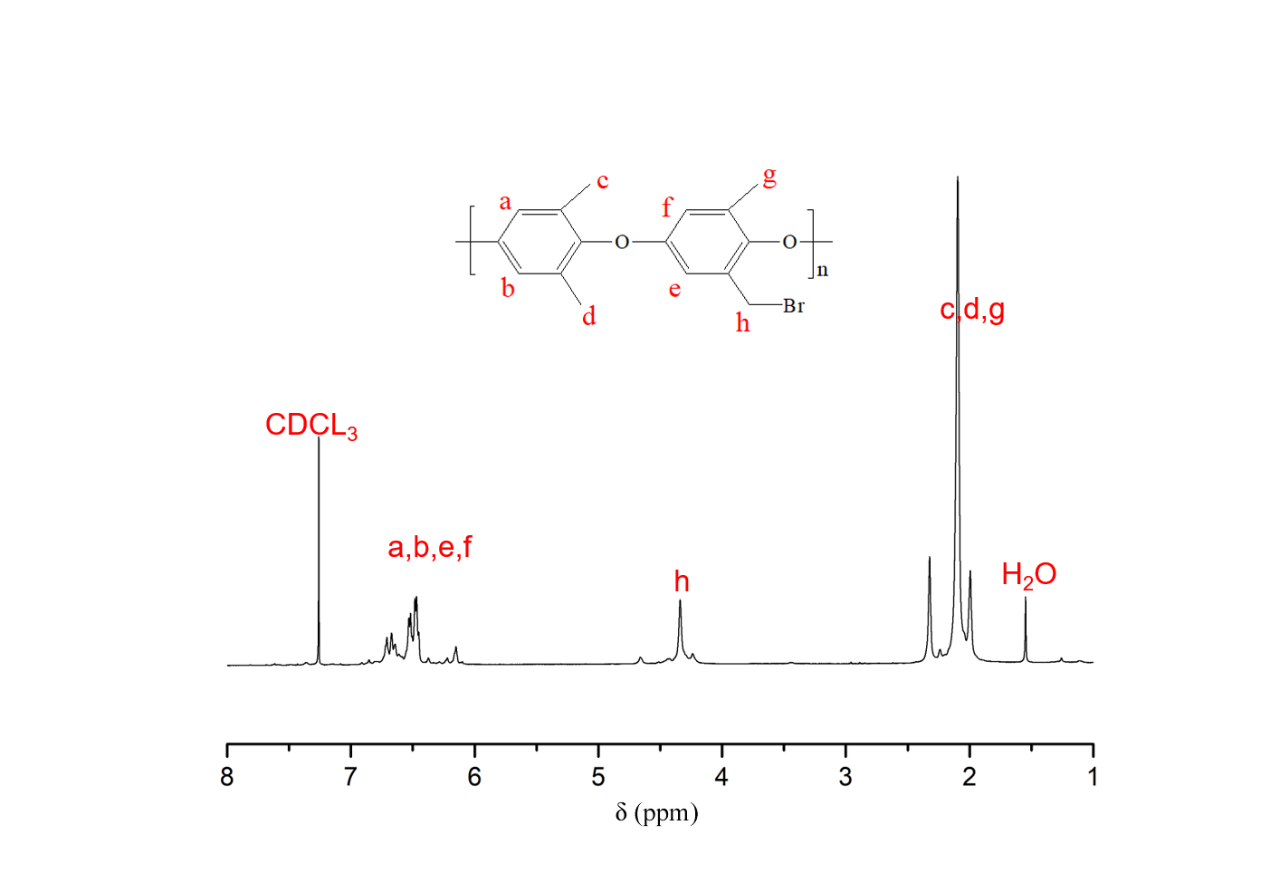 c
g
a
f
O
O
n
b
e
d
h
Br
c,d,g
CDCL₃
a,b,e,f
h
H₂O
8 7 6 5 4 3 2 1
δ (ppm)